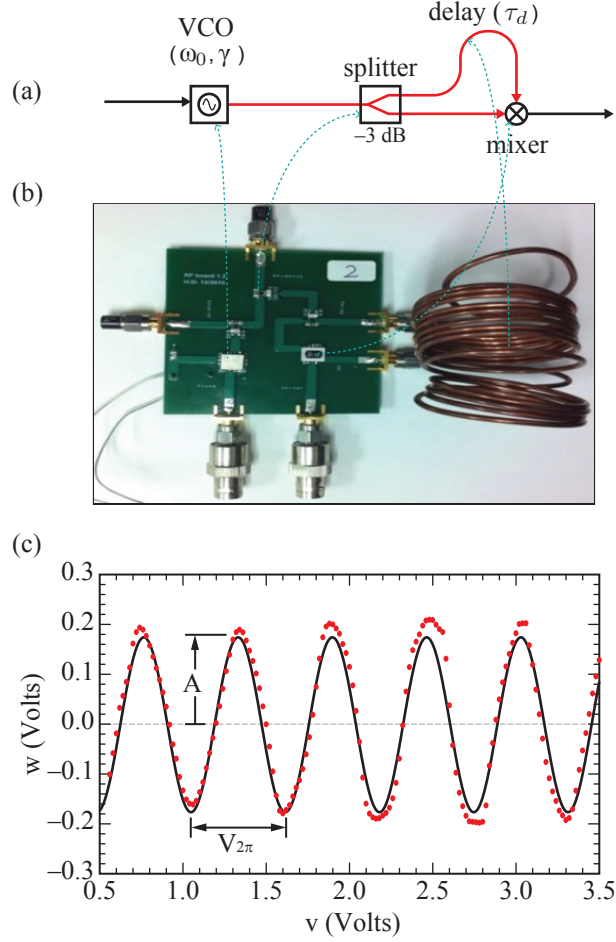 VCO
(ω₀, γ)
delay (τ_d)
splitter
(a)
–3 dB
mixer
(b)
RF board 1.2
2
(c)
0.3
0.2
0.1
0.0
–0.1
–0.2
–0.3
w (Volts)
A
V₂π
0.5 1.0 1.5 2.0 2.5 3.0 3.5
v (Volts)